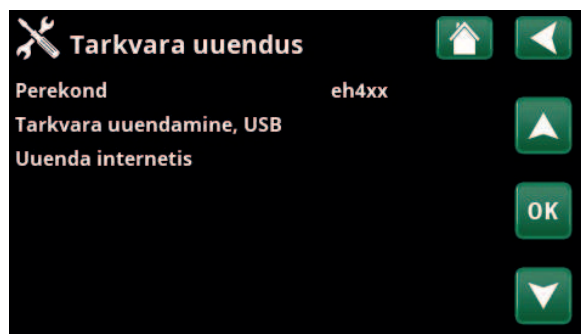 Tarkvara uuendus
Perekond eh4xx
Tarkvara uuendamine, USB
Uuenda internetis
OK